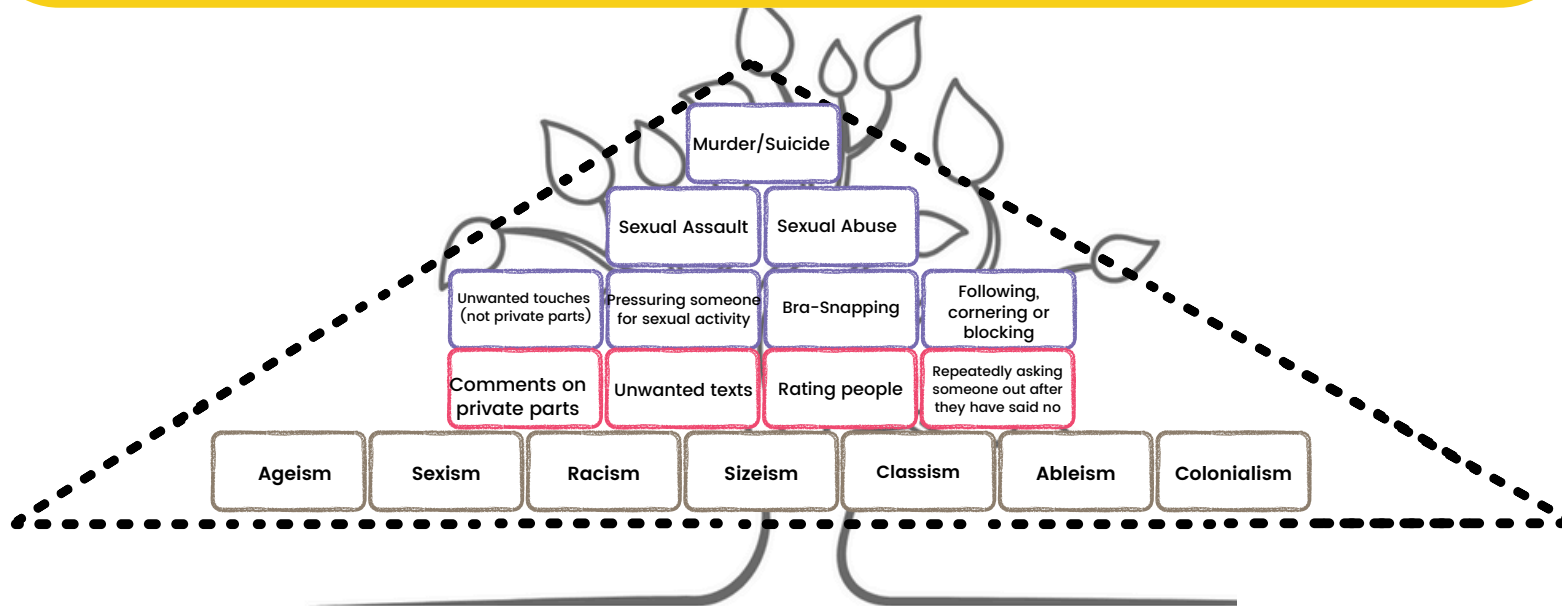 Murder/Suicide
Sexual Assault
Sexual Abuse
Unwanted touches
(not private parts)
Pressuring someone
for sexual activity
Bra-Snapping
Following,
cornering or
blocking
Comments on
private parts
Unwanted texts
Rating people
Repeatedly asking
someone out after
they have said no
Ageism
Sexism
Racism
Sizeism
Classism
Ableism
Colonialism